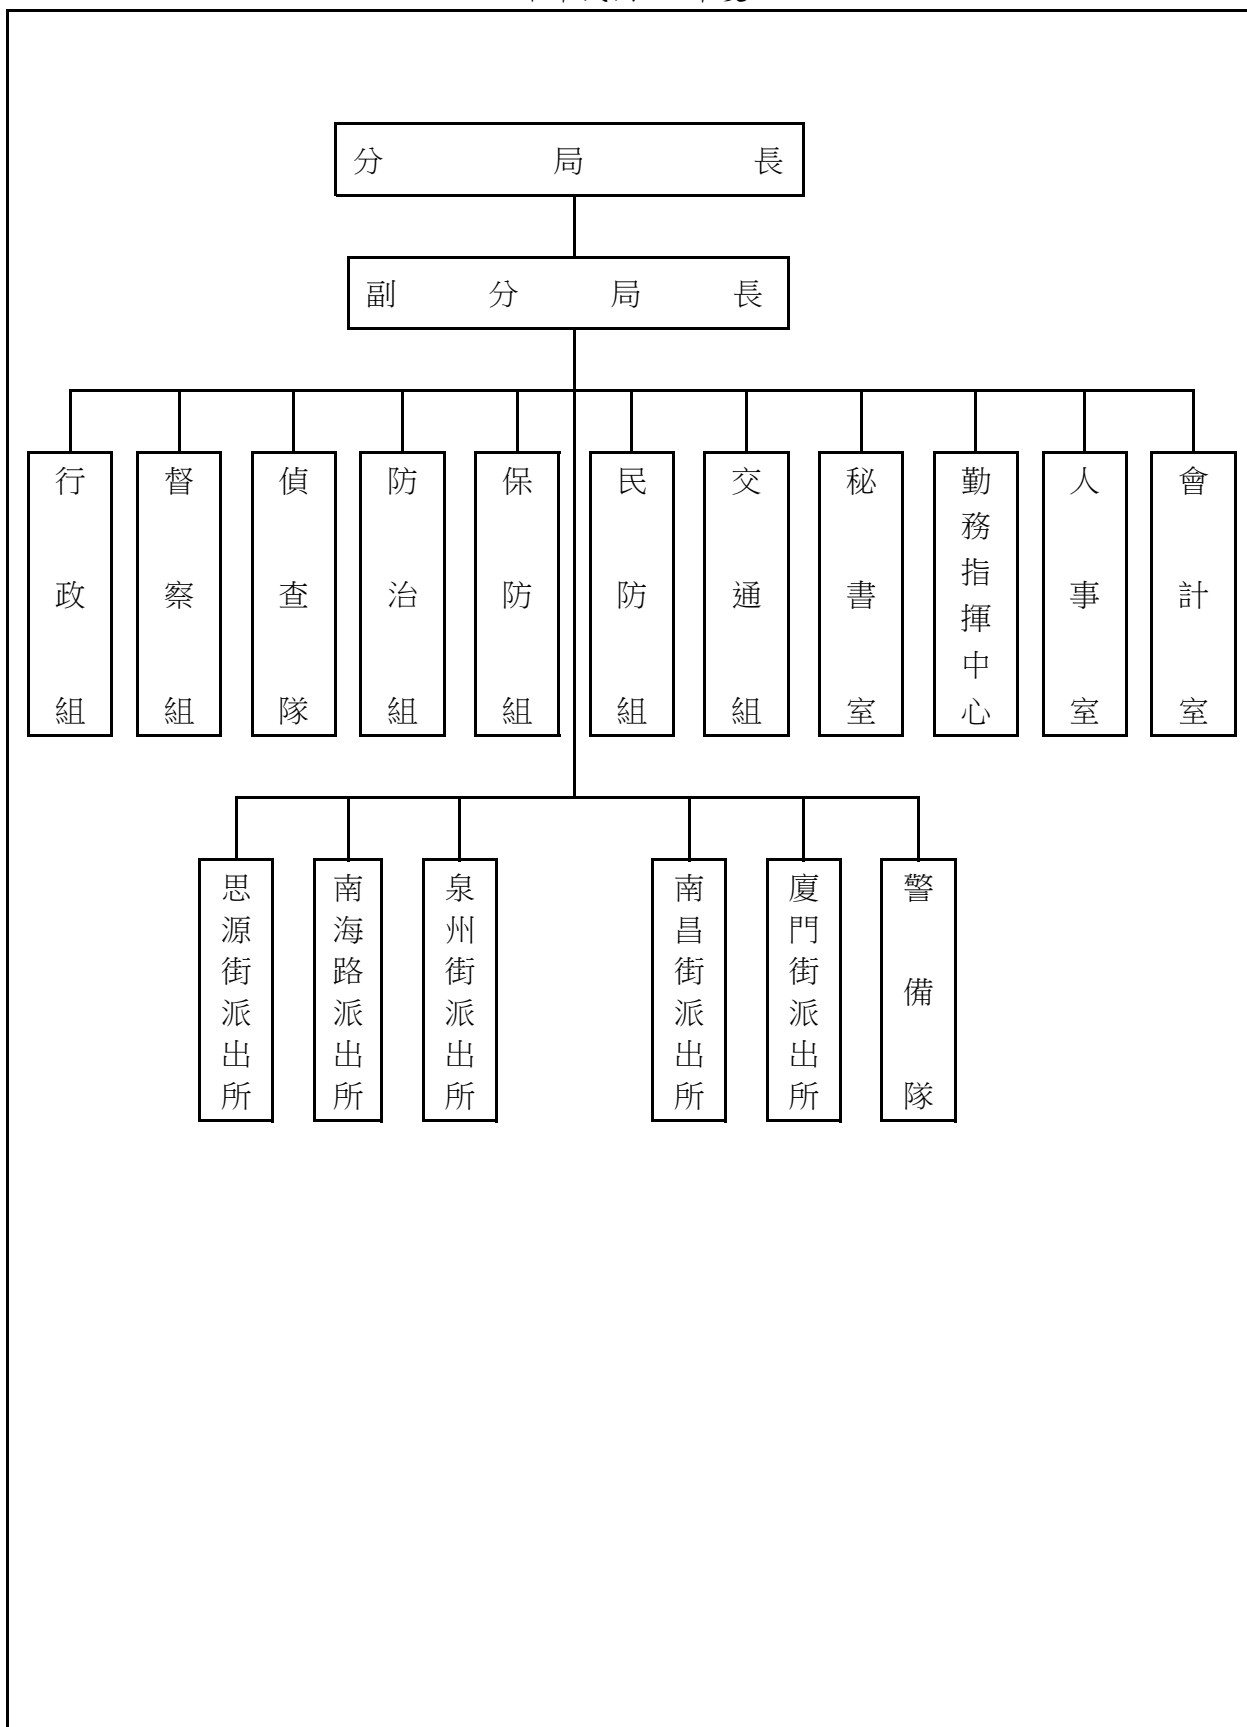 分局長
副分局長
行政組
督察組
偵查隊
防治組
保防組
民防組
交通組
秘書室
勤務指揮中心
人事室
會計室
思源街派出所
南海路派出所
泉州街派出所
南昌街派出所
廈門街派出所
警備隊